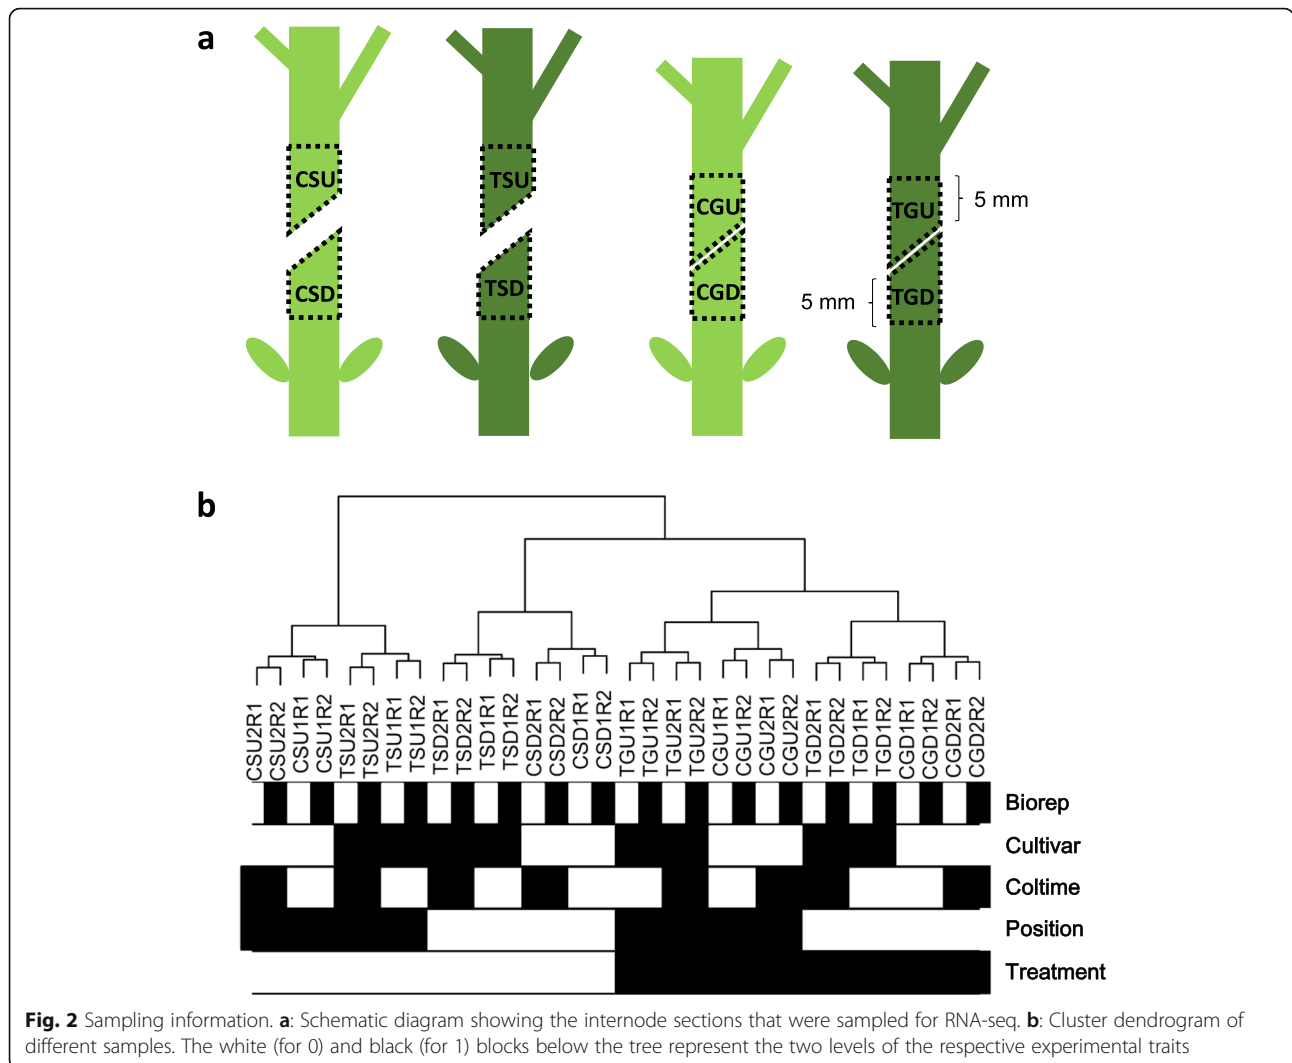 a
CSU
TSU
CGU
TGU
5 mm
CSD
TSD
CGD
TGD
5 mm
b
CSU2R1
CSU2R2
CSU1R1
CSU1R2
TSU2R1
TSU2R2
TSU1R1
TSU1R2
TSD2R1
TSD2R2
TSD1R1
TSD1R2
CSD2R1
CSD2R2
CSD1R1
CSD1R2
TGU1R1
TGU1R2
TGU2R1
TGU2R2
CGU1R1
CGU1R2
CGU2R1
CGU2R2
TGD2R1
TGD2R2
TGD1R1
TGD1R2
CGD1R1
CGD1R2
CGD2R1
CGD2R2
Biorep
Cultivar
Coltime
Position
Treatment
Fig. 2 Sampling information. a: Schematic diagram showing the internode sections that were sampled for RNA-seq. b: Cluster dendrogram of
different samples. The white (for 0) and black (for 1) blocks below the tree represent the two levels of the respective experimental traits